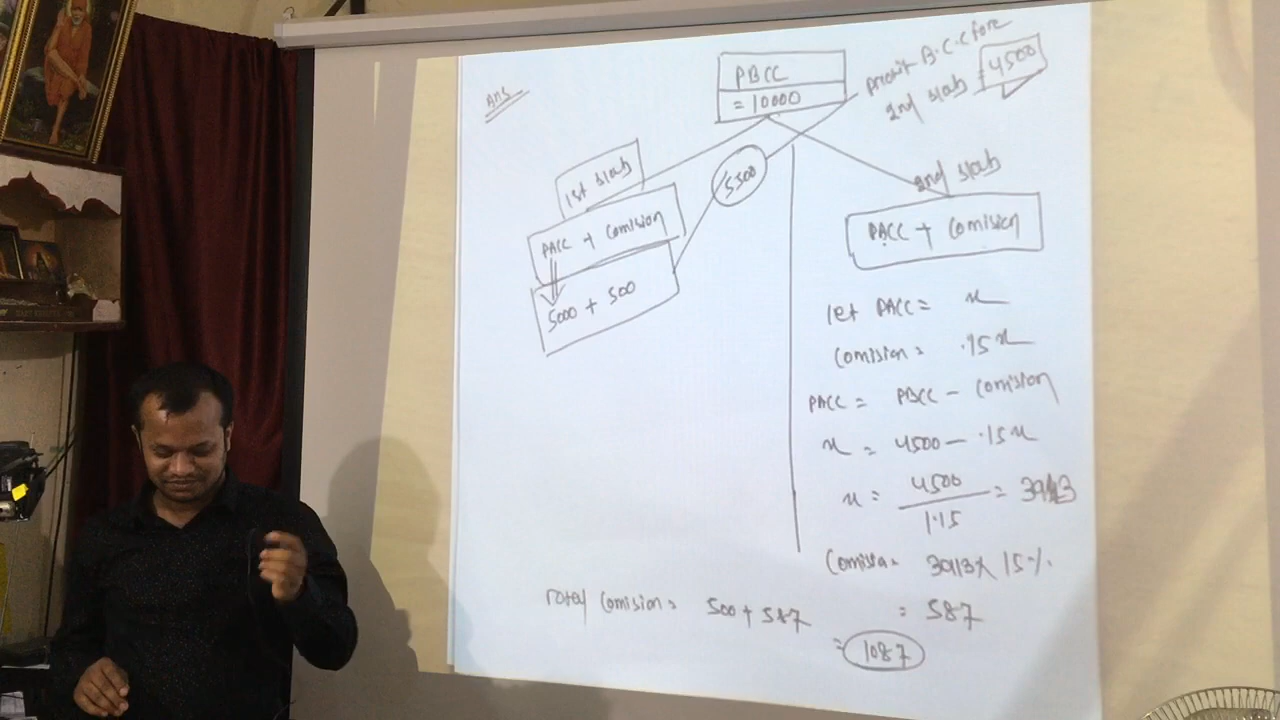 Ans
PBCC
= 10000
profit B.C.C fore
2nd slab = 4500
1st slab
5500
2nd slab
PACC + Comision
5000 + 500
PACC + Comision
let PACC = x
Comision = .15x
PACC = PBCC - Comision
x = 4500 - .15x
x = 4500 / 1.15 = 3913
Comision = 3913 x 15%
= 587
Total Comision = 500 + 587
= 1087